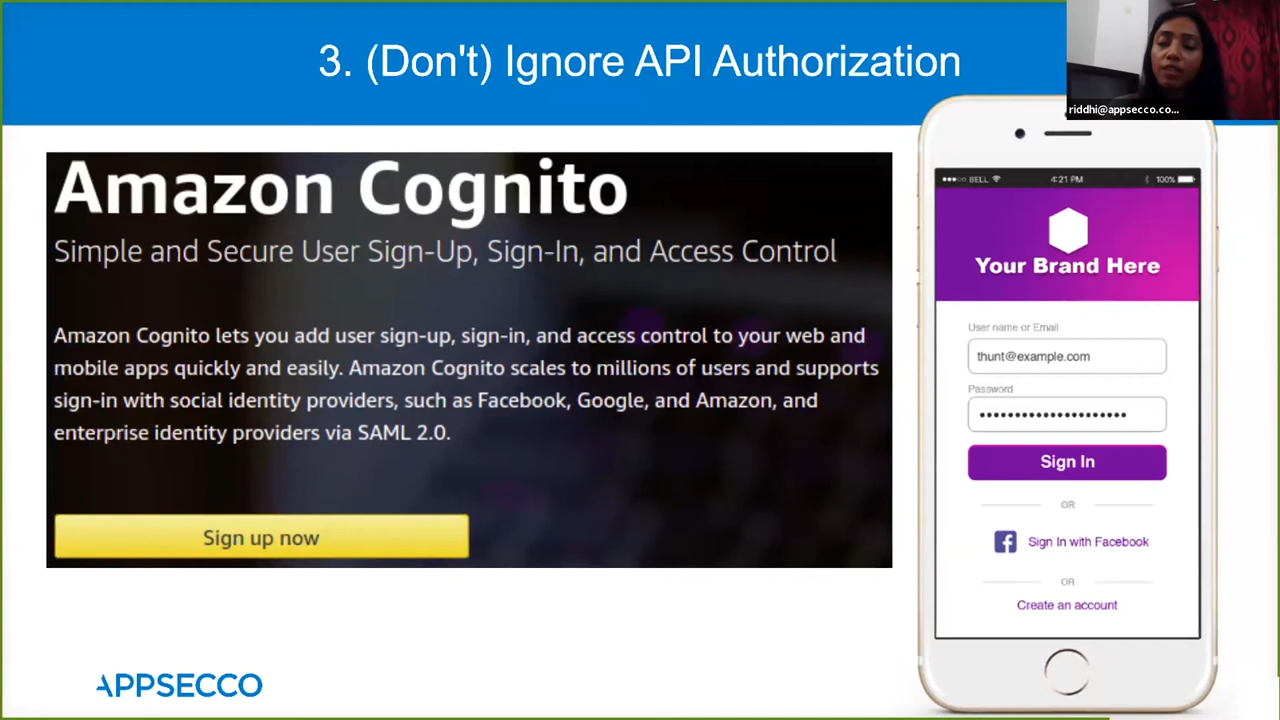 3. (Don't) Ignore API Authorization
riddhi@appsecco.co...
Amazon Cognito
Simple and Secure User Sign-Up, Sign-In, and Access Control
Amazon Cognito lets you add user sign-up, sign-in, and access control to your web and
mobile apps quickly and easily. Amazon Cognito scales to millions of users and supports
sign-in with social identity providers, such as Facebook, Google, and Amazon, and
enterprise identity providers via SAML 2.0.
Sign up now
BELL 4:21 PM 100%
Your Brand Here
User name or Email
thunt@example.com
Password
•••••••••••••••••••••
Sign In
OR
f Sign In with Facebook
OR
Create an account
APPSECCO